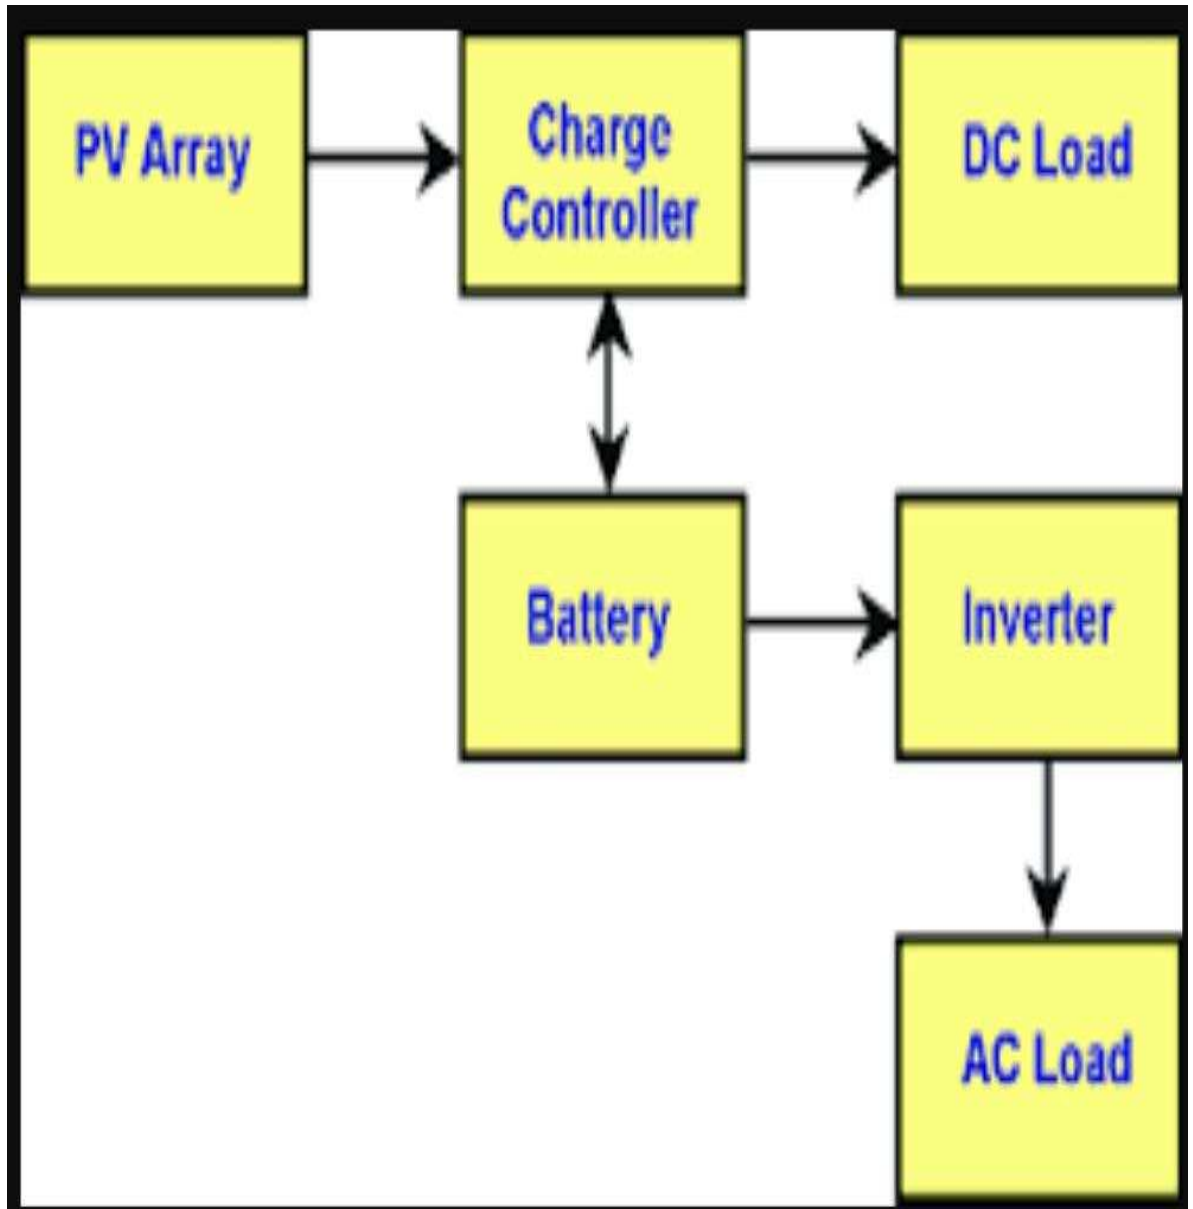 PV Array
Charge
Controller
DC Load
Battery
Inverter
AC Load